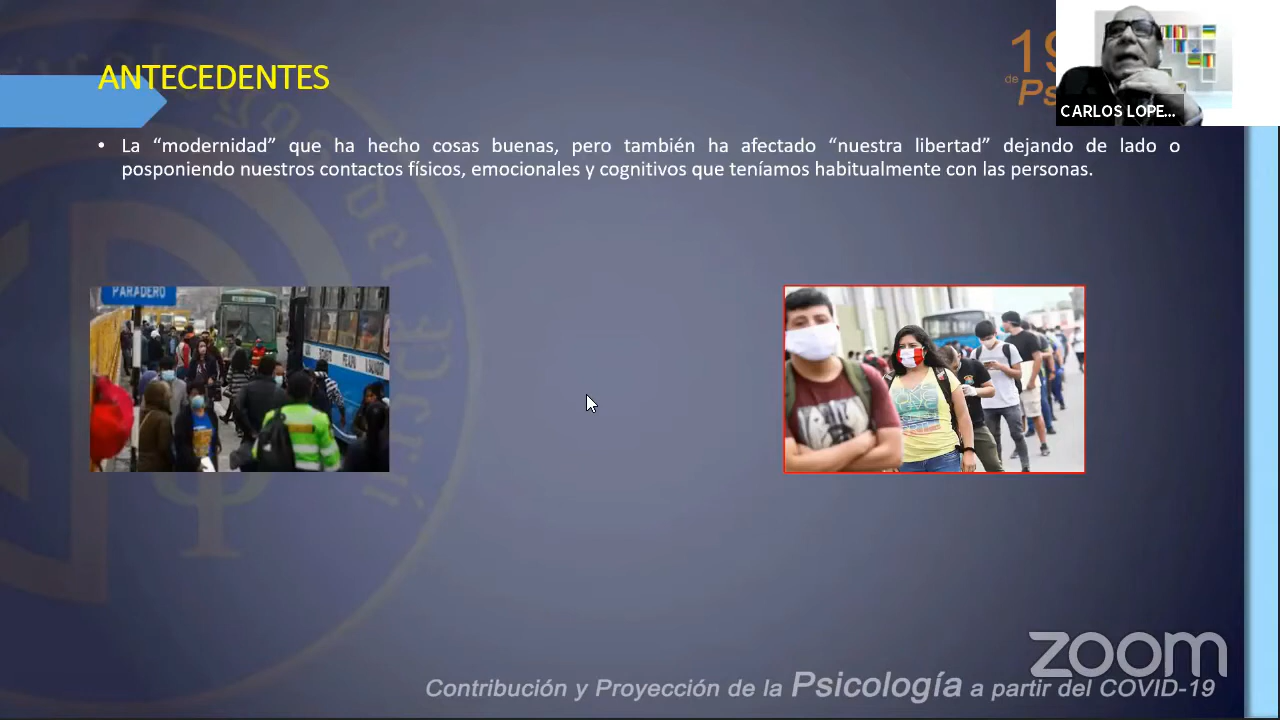 ANTECEDENTES
19
de
CARLOS LOPE...
• La “modernidad” que ha hecho cosas buenas, pero también ha afectado “nuestra libertad” dejando de lado o
posponiendo nuestros contactos físicos, emocionales y cognitivos que teníamos habitualmente con las personas.
PARADERO
zoom
Contribución y Proyección de la Psicología a partir del COVID-19